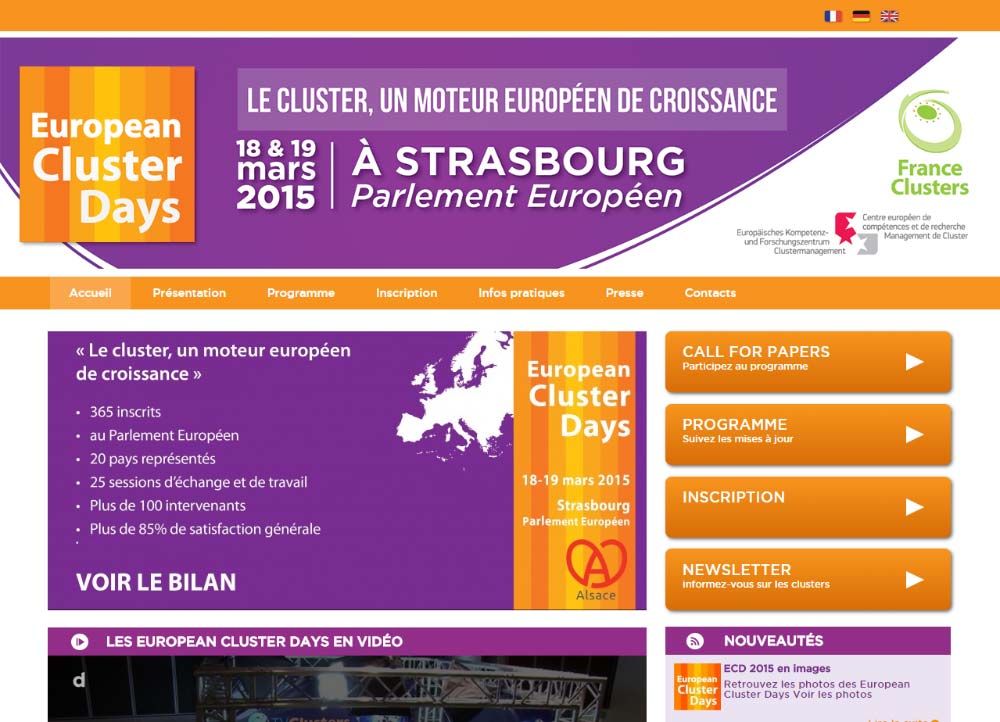 European
Cluster
Days
LE CLUSTER, UN MOTEUR EUROPÉEN DE CROISSANCE
18 & 19
mars
2015
À STRASBOURG
Parlement Européen
France
Clusters
Europäisches Kompetenz-
und Forschungszentrum
Clustermanagement
Centre européen de
compétences et de recherche
Management de Cluster
Accueil
Présentation
Programme
Inscription
Infos pratiques
Presse
Contacts
« Le cluster, un moteur européen
de croissance »
• 365 inscrits
• au Parlement Européen
• 20 pays représentés
• 25 sessions d’échange et de travail
• Plus de 100 intervenants
• Plus de 85% de satisfaction générale
VOIR LE BILAN
European
Cluster
Days
18-19 mars 2015
Strasbourg
Parlement Européen
Alsace
CALL FOR PAPERS
Participez au programme
PROGRAMME
Suivez les mises à jour
INSCRIPTION
NEWSLETTER
informez-vous sur les clusters
LES EUROPEAN CLUSTER DAYS EN VIDÉO
d
Clusters
NOUVEAUTÉS
European
Cluster
Days
ECD 2015 en images
Retrouvez les photos des European
Cluster Days Voir les photos